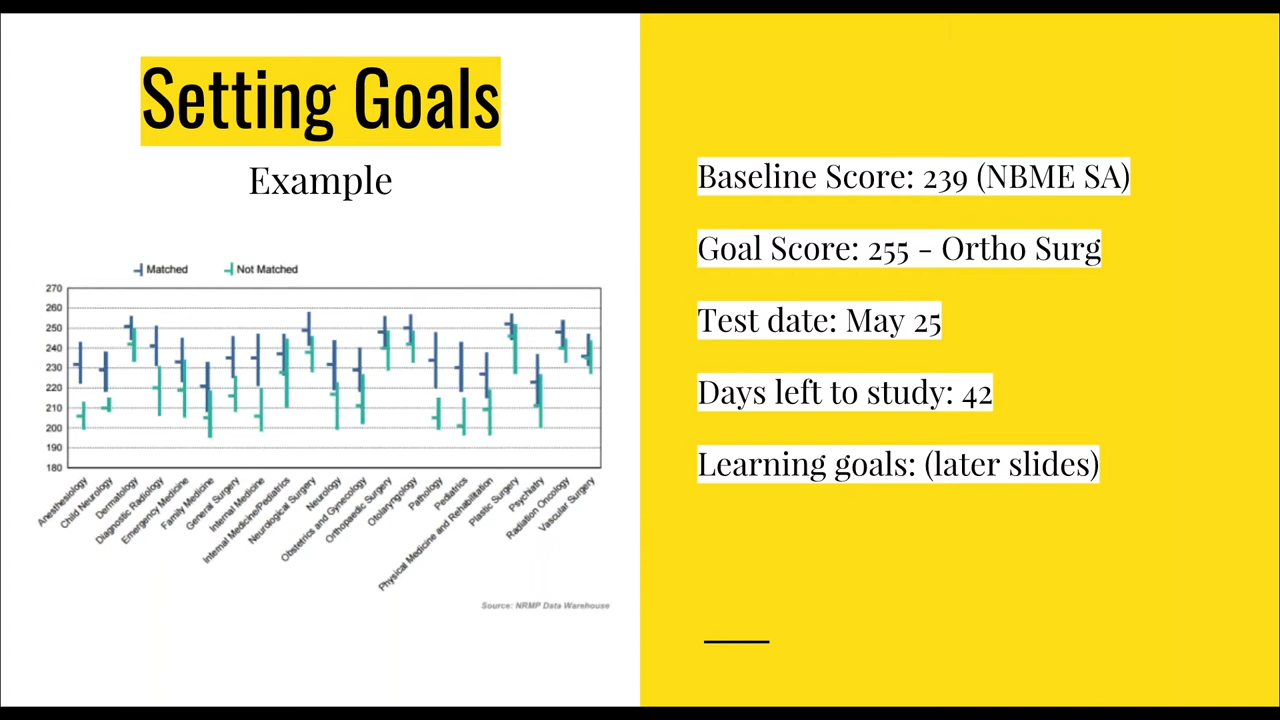 Setting Goals
Example
Matched
Not Matched
270
260
250
240
230
220
210
200
190
180
Anesthesiology
Child Neurology
Dermatology
Diagnostic Radiology
Emergency Medicine
Family Medicine
General Surgery
Internal Medicine
Internal Medicine/Pediatrics
Neurological Surgery
Neurology
Obstetrics and Gynecology
Orthopaedic Surgery
Otolaryngology
Pathology
Pediatrics
Physical Medicine and Rehabilitation
Plastic Surgery
Psychiatry
Radiation Oncology
Vascular Surgery
Source: NRMP Data Warehouse
Baseline Score: 239 (NBME SA)
Goal Score: 255 - Ortho Surg
Test date: May 25
Days left to study: 42
Learning goals: (later slides)